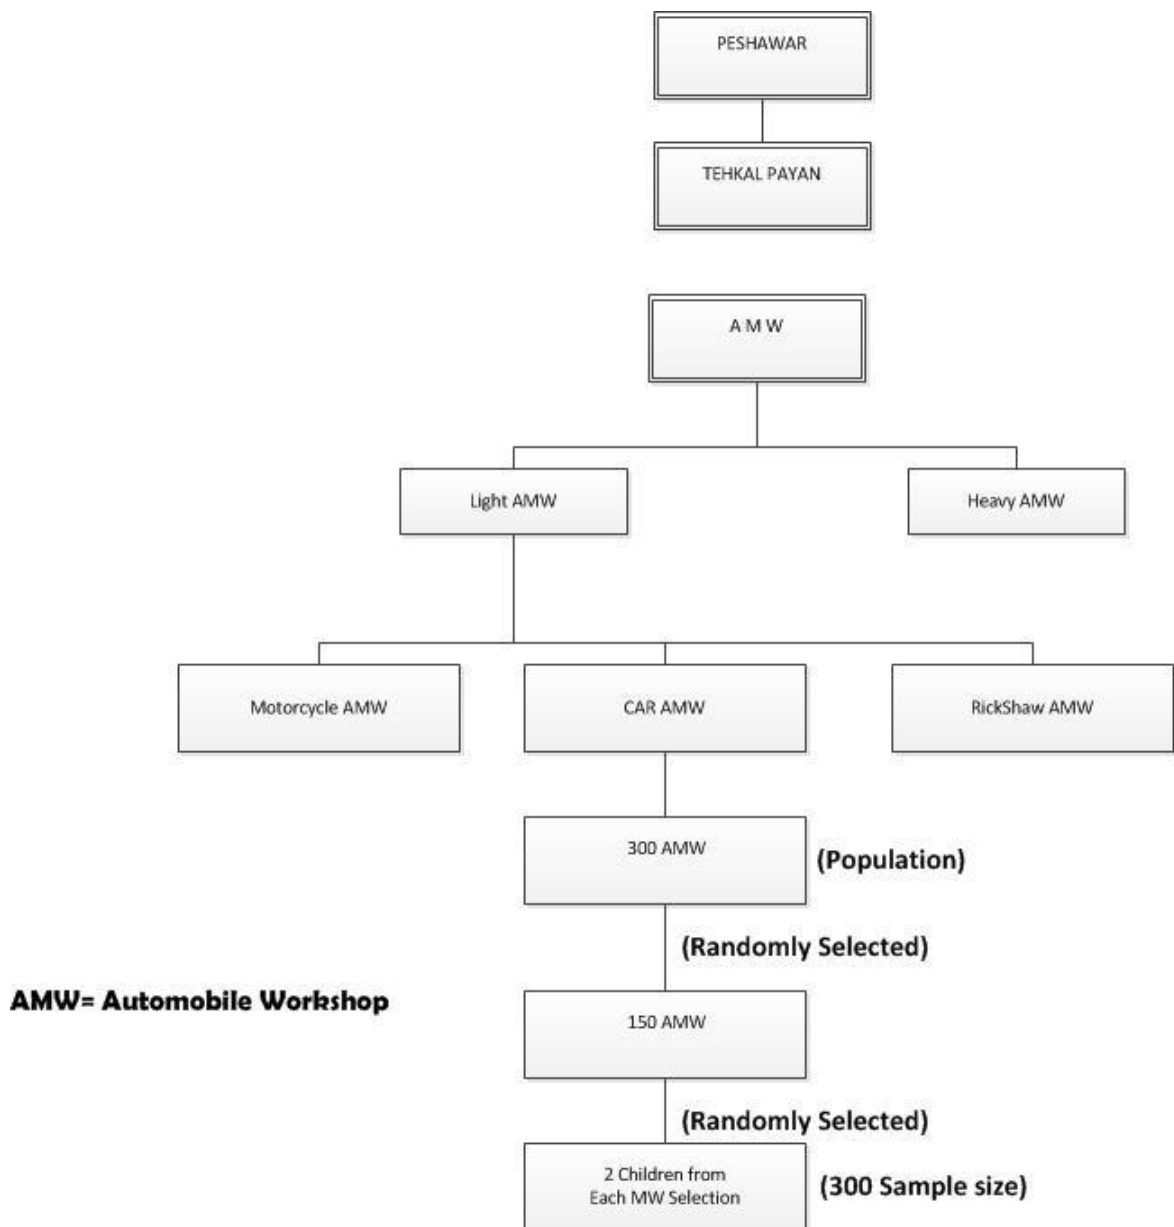 PESHAWAR
TEHKAL PAYAN
A M W
Light AMW
Heavy AMW
Motorcycle AMW
CAR AMW
RickShaw AMW
300 AMW
(Population)
(Randomly Selected)
AMW= Automobile Workshop
150 AMW
(Randomly Selected)
2 Children from
Each MW Selection
(300 Sample size)